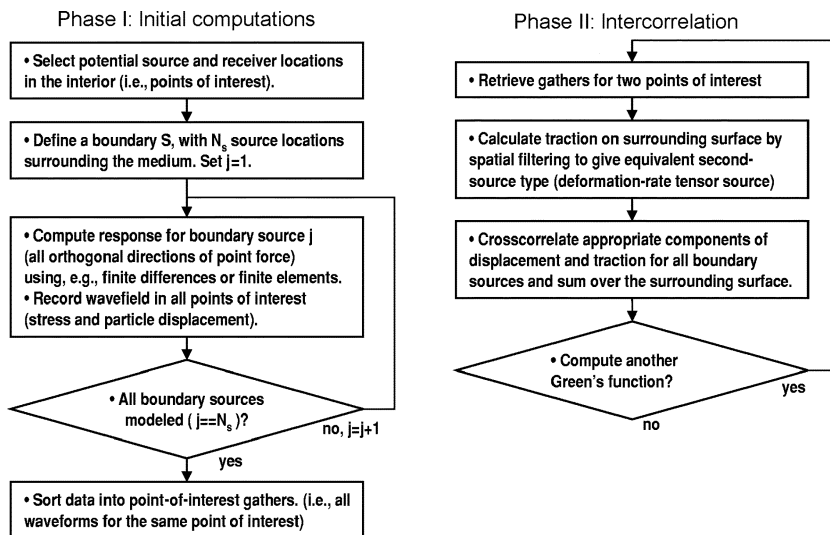 Phase I: Initial computations
• Select potential source and receiver locations
in the interior (i.e., points of interest).
• Define a boundary S, with Ns source locations
surrounding the medium. Set j=1.
• Compute response for boundary source j
(all orthogonal directions of point force)
using, e.g., finite differences or finite elements.
• Record wavefield in all points of interest
(stress and particle displacement).
• All boundary sources
modeled ( j==Ns )?
no, j=j+1
yes
• Sort data into point-of-interest gathers. (i.e., all
waveforms for the same point of interest)
Phase II: Intercorrelation
• Retrieve gathers for two points of interest
• Calculate traction on surrounding surface by
spatial filtering to give equivalent second-
source type (deformation-rate tensor source)
• Crosscorrelate appropriate components of
displacement and traction for all boundary
sources and sum over the surrounding surface.
• Compute another
Green's function?
yes
no